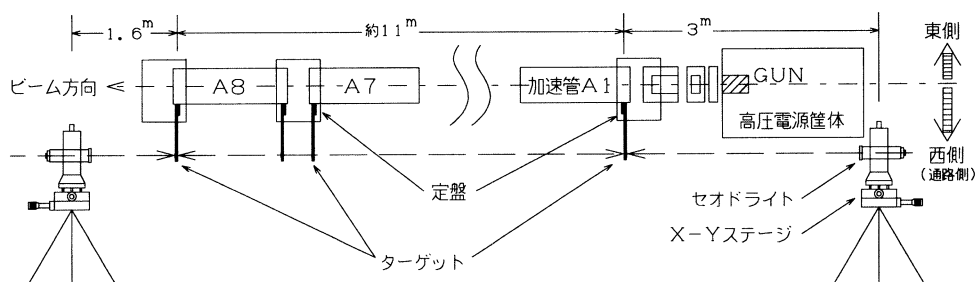 1.6m
約11m
3m
東側
ビーム方向
A8
A7
加速管A1
GUN
高圧電源筐体
西側
(通路側)
定盤
セオドライト
X-Yステージ
ターゲット